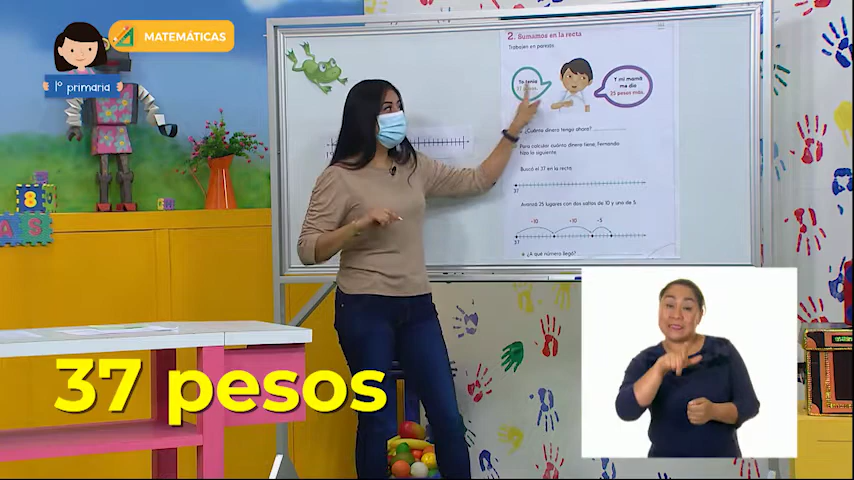 MATEMÁTICAS
1° primaria
2. Sumamos en la recta
Trabajen en parejas.
Yo tenía
37 pesos.
Y mi mamá
me dio
25 pesos más.
¿Cuánto dinero tengo ahora?
Para calcular cuánto dinero tiene, Fernando
hizo lo siguiente:
Buscó el 37 en la recta.
37
Avanzó 25 lugares con dos saltos de 10 y uno de 5.
+10 +10 +5
37
¿A qué número llegó?
8
A S
37 pesos